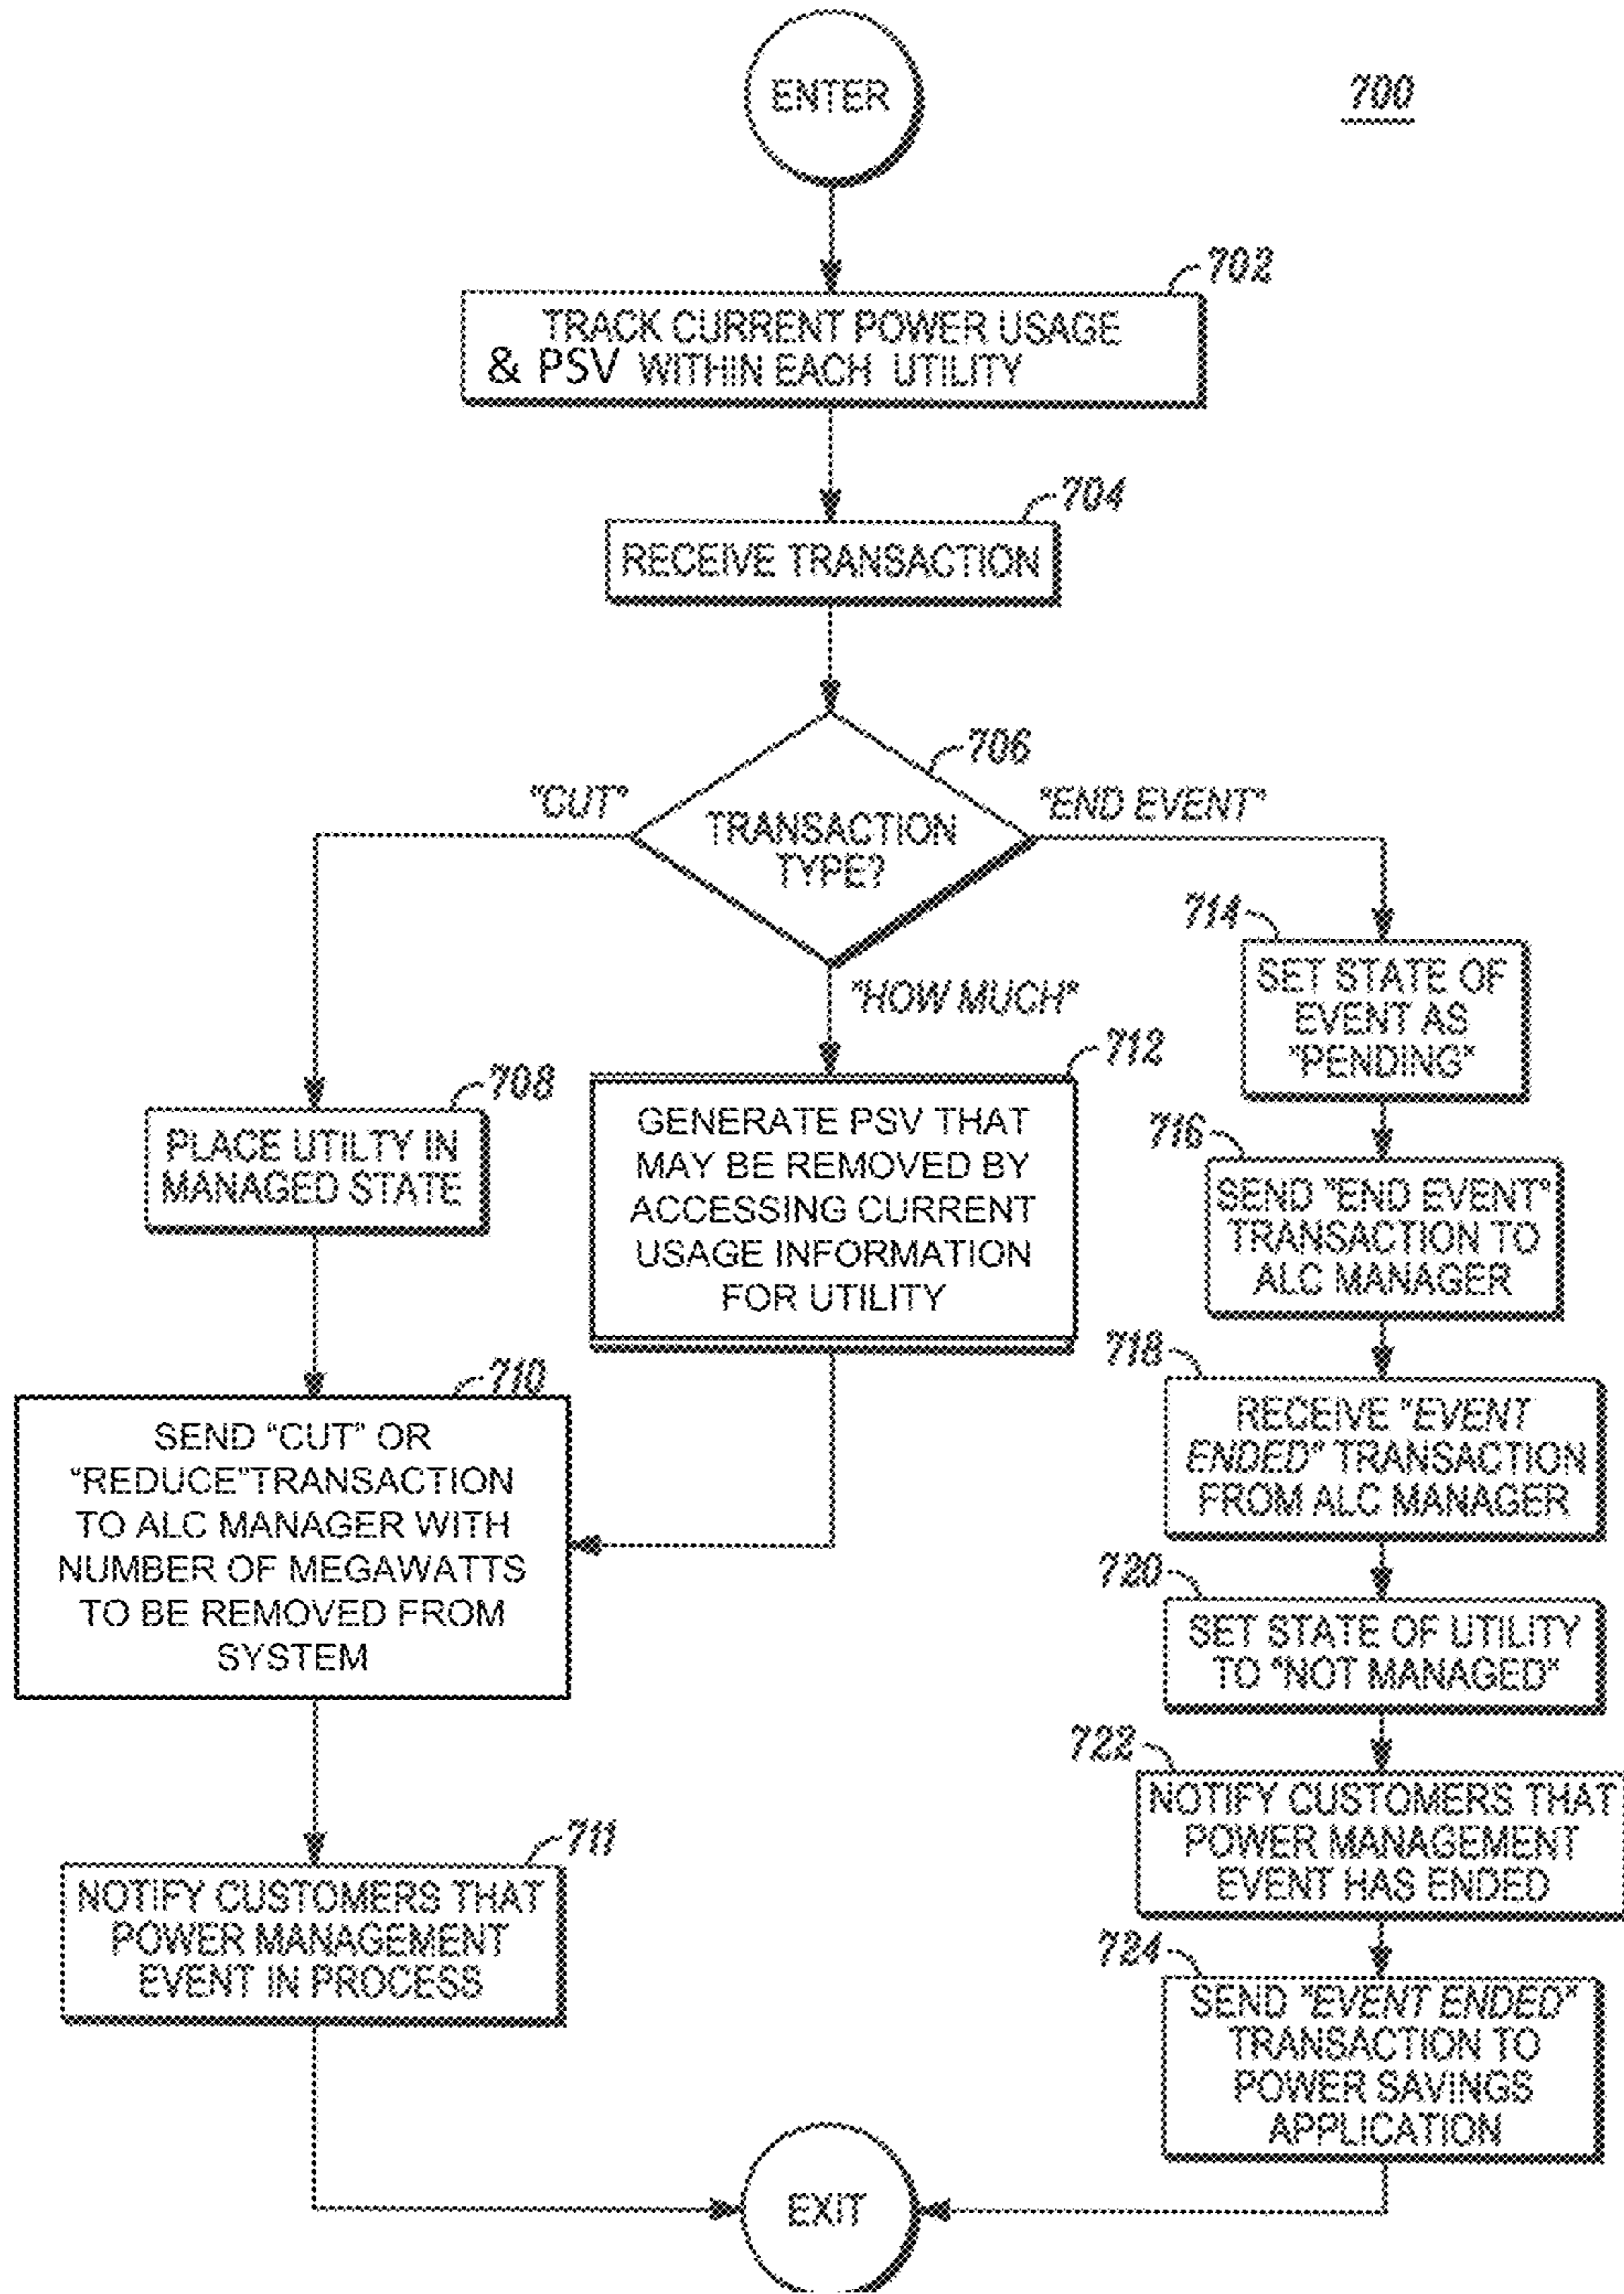 ENTER
700
702
TRACK CURRENT POWER USAGE
& PSV WITHIN EACH UTILITY
704
RECEIVE TRANSACTION
706
TRANSACTION
TYPE?
"CUT"
"HOW MUCH"
"END EVENT"
708
PLACE UTILTY IN
MANAGED STATE
710
SEND "CUT" OR
"REDUCE"TRANSACTION
TO ALC MANAGER WITH
NUMBER OF MEGAWATTS
TO BE REMOVED FROM
SYSTEM
711
NOTIFY CUSTOMERS THAT
POWER MANAGEMENT
EVENT IN PROCESS
712
GENERATE PSV THAT
MAY BE REMOVED BY
ACCESSING CURRENT
USAGE INFORMATION
FOR UTILITY
714
SET STATE OF
EVENT AS
"PENDING"
716
SEND "END EVENT"
TRANSACTION TO
ALC MANAGER
718
RECEIVE "EVENT
ENDED" TRANSACTION
FROM ALC MANAGER
720
SET STATE OF UTILITY
TO "NOT MANAGED"
722
NOTIFY CUSTOMERS THAT
POWER MANAGEMENT
EVENT HAS ENDED
724
SEND "EVENT ENDED"
TRANSACTION TO
POWER SAVINGS
APPLICATION
EXIT